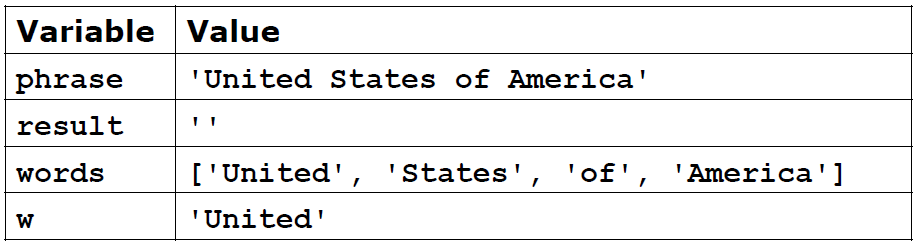 Variable Value
phrase 'United States of America'
result ''
words ['United', 'States', 'of', 'America']
w 'United'